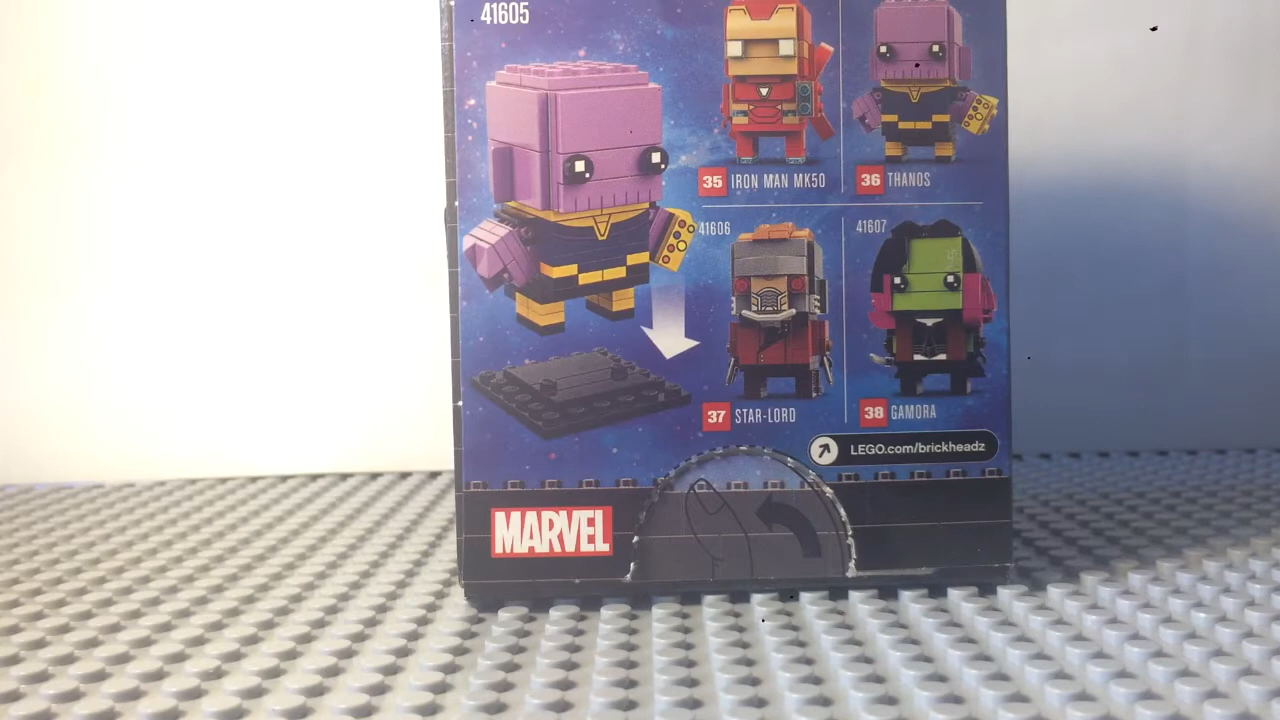 41605
35 IRON MAN MK50
36 THANOS
41606
41607
37 STAR-LORD
38 GAMORA
LEGO.com/brickheadz
MARVEL